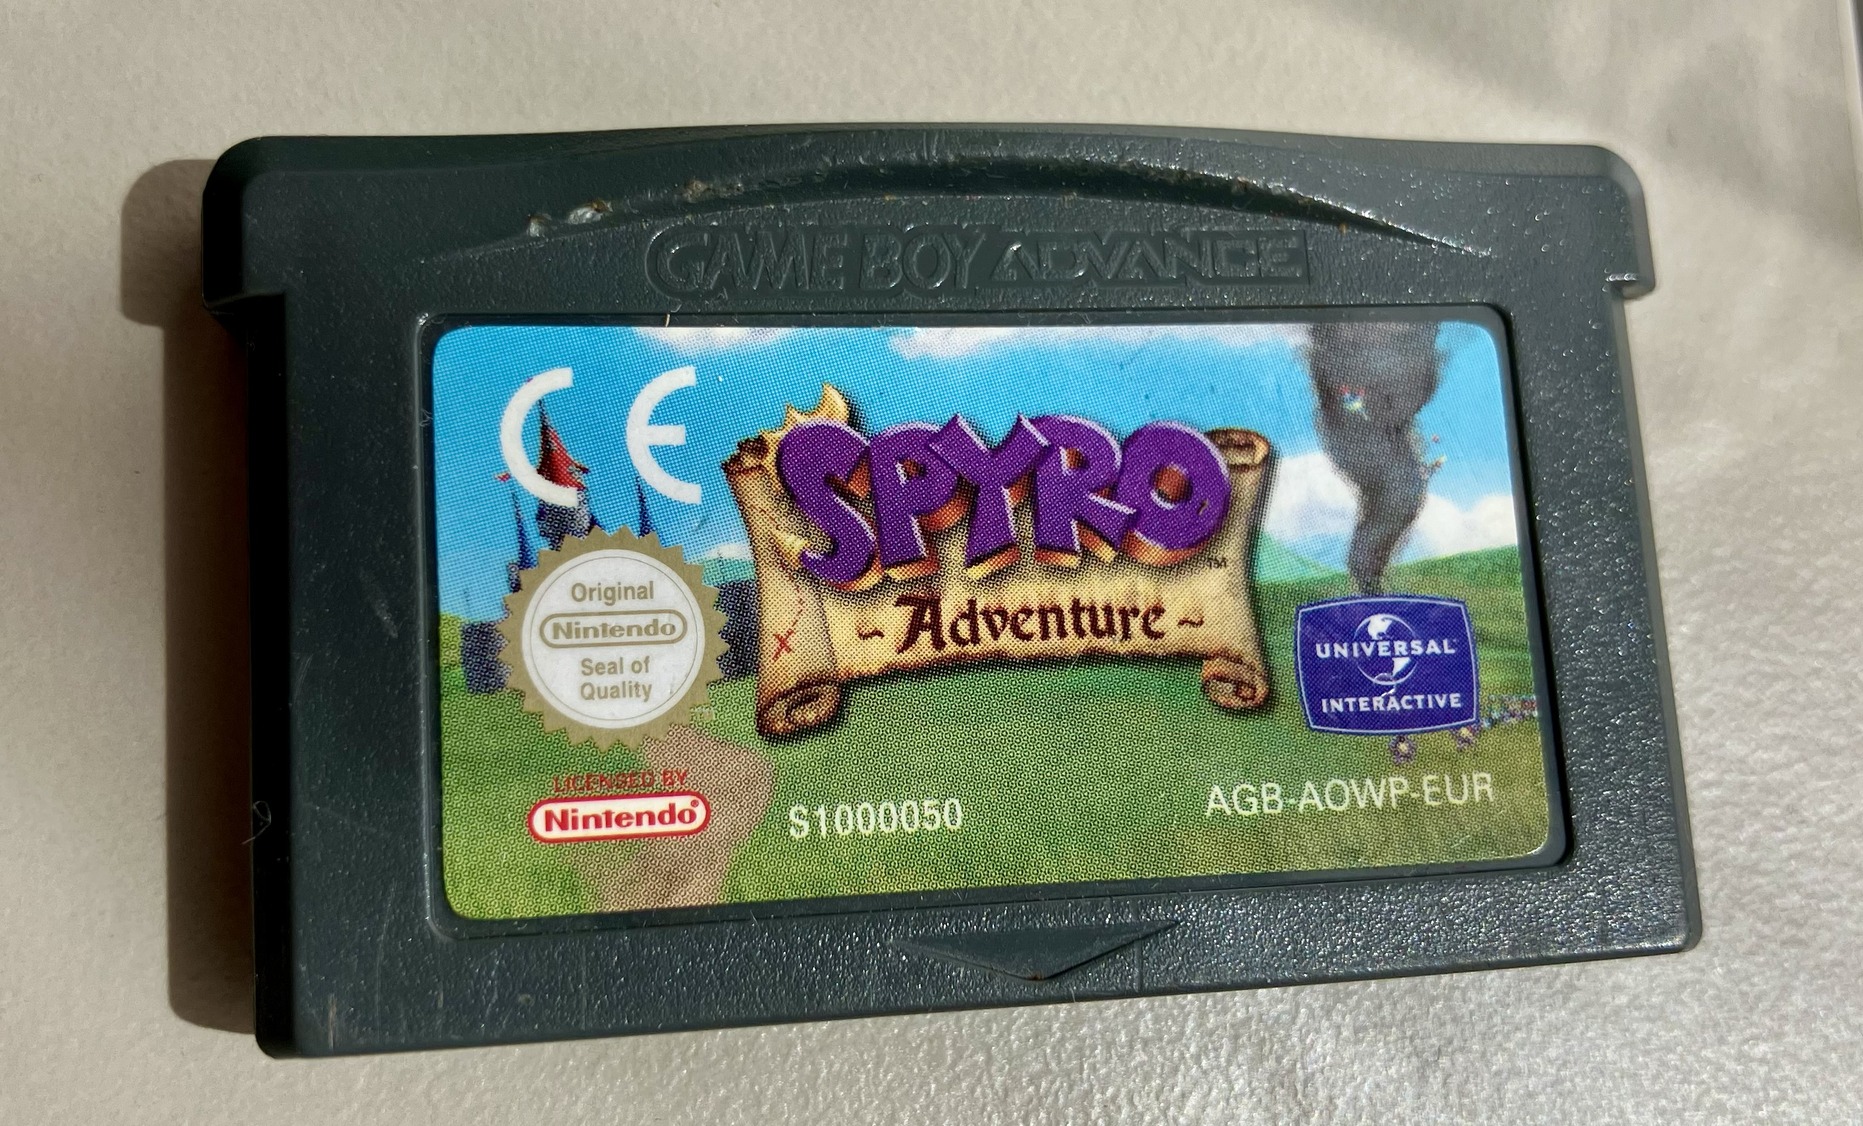 GAME BOY ADVANCE
CE
SPYRO
TM
~ Adventure ~
X
Original
Nintendo
Seal of
Quality
UNIVERSAL
INTERACTIVE
LICENSED BY
Nintendo®
S1000050
AGB-AOWP-EUR